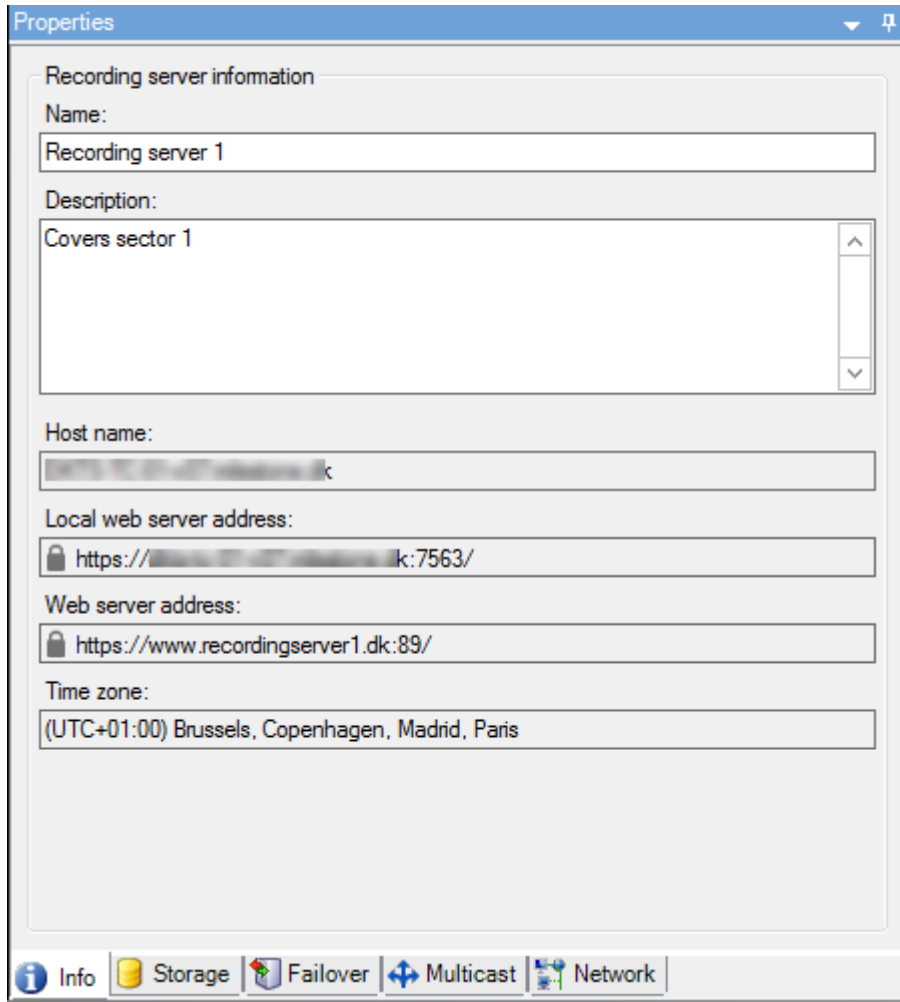 Properties
Recording server information
Name:
Recording server 1
Description:
Covers sector 1
Host name:
k
Local web server address:
https:// k:7563/
Web server address:
https://www.recordingserver1.dk:89/
Time zone:
(UTC+01:00) Brussels, Copenhagen, Madrid, Paris
Info Storage Failover Multicast Network